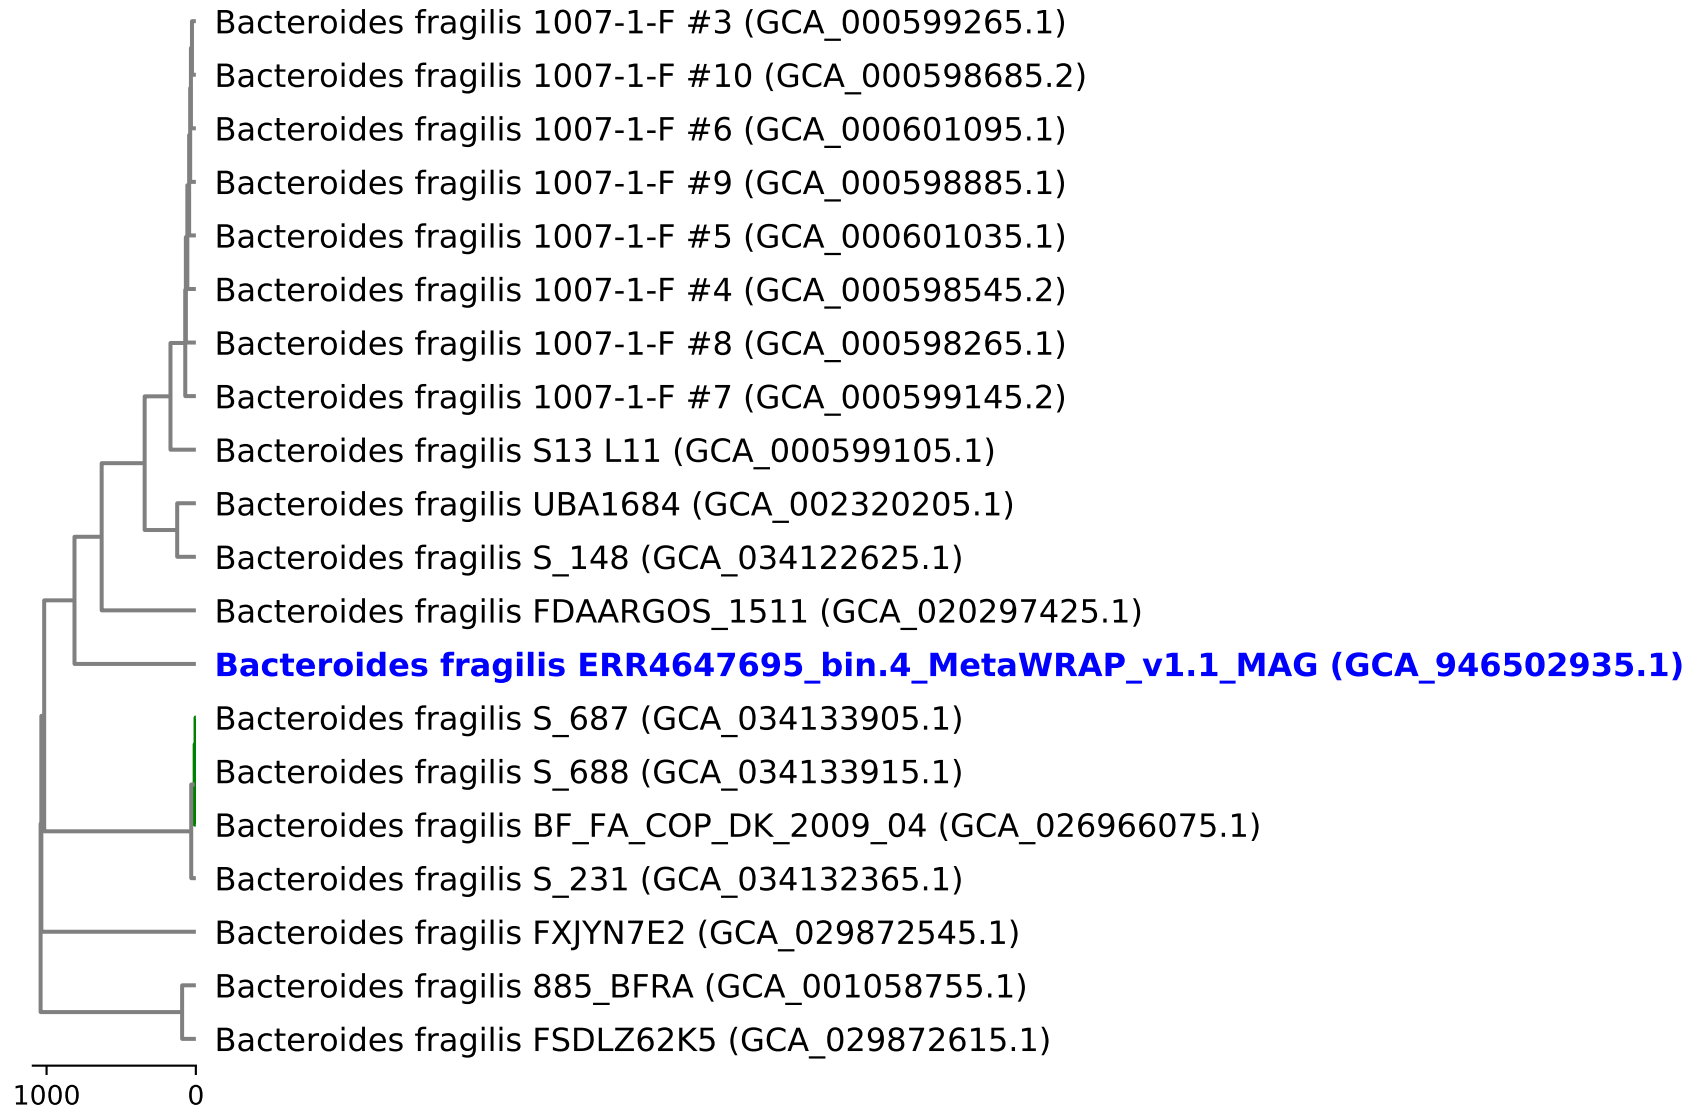 Bacteroides fragilis 1007-1-F #3 (GCA_000599265.1)
Bacteroides fragilis 1007-1-F #10 (GCA_000598685.2)
Bacteroides fragilis 1007-1-F #6 (GCA_000601095.1)
Bacteroides fragilis 1007-1-F #9 (GCA_000598885.1)
Bacteroides fragilis 1007-1-F #5 (GCA_000601035.1)
Bacteroides fragilis 1007-1-F #4 (GCA_000598545.2)
Bacteroides fragilis 1007-1-F #8 (GCA_000598265.1)
Bacteroides fragilis 1007-1-F #7 (GCA_000599145.2)
Bacteroides fragilis S13 L11 (GCA_000599105.1)
Bacteroides fragilis UBA1684 (GCA_002320205.1)
Bacteroides fragilis S_148 (GCA_034122625.1)
Bacteroides fragilis FDAARGOS_1511 (GCA_020297425.1)
Bacteroides fragilis ERR4647695_bin.4_MetaWRAP_v1.1_MAG (GCA_946502935.1)
Bacteroides fragilis S_687 (GCA_034133905.1)
Bacteroides fragilis S_688 (GCA_034133915.1)
Bacteroides fragilis BF_FA_COP_DK_2009_04 (GCA_026966075.1)
Bacteroides fragilis S_231 (GCA_034132365.1)
Bacteroides fragilis FXJYN7E2 (GCA_029872545.1)
Bacteroides fragilis 885_BFRA (GCA_001058755.1)
Bacteroides fragilis FSDLZ62K5 (GCA_029872615.1)
1000 0